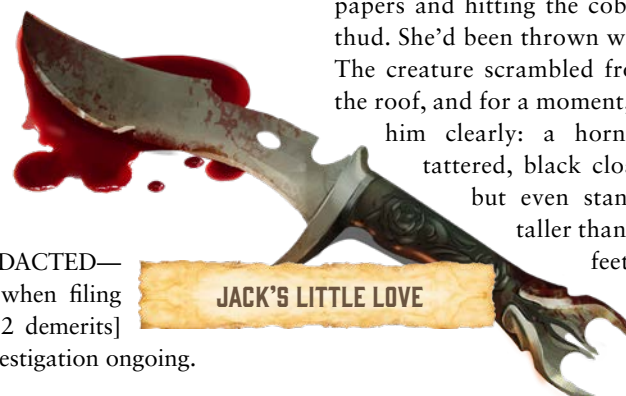 papers and hitting the cob
thud. She'd been thrown w
The creature scrambled fro
the roof, and for a moment,
him clearly: a horn
tattered, black cloa
but even stan
taller than
feet
DACTED—
when filing
2 demerits]
estigation ongoing.
JACK'S LITTLE LOVE